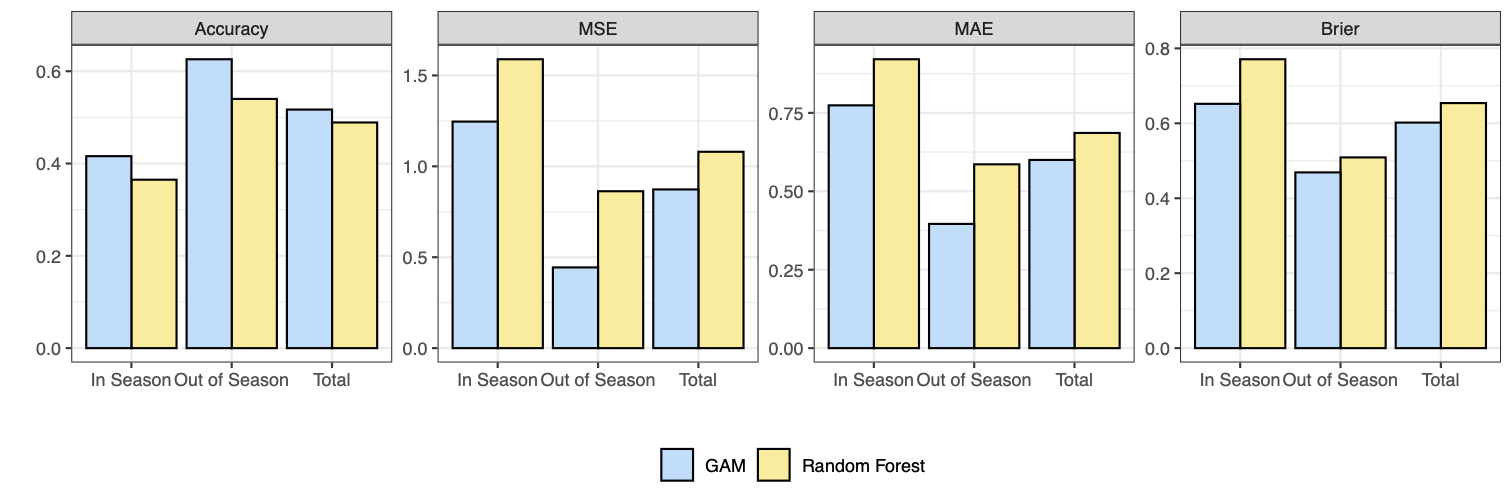 Accuracy MSE MAE Brier
0.6 1.5 0.75 0.8
0.4 1.0 0.50 0.6
0.2 0.5 0.25 0.4
0.0 0.0 0.00 0.2
0.0
In Season Out of Season Total In Season Out of Season Total In Season Out of Season Total In Season Out of Season Total
GAM Random Forest